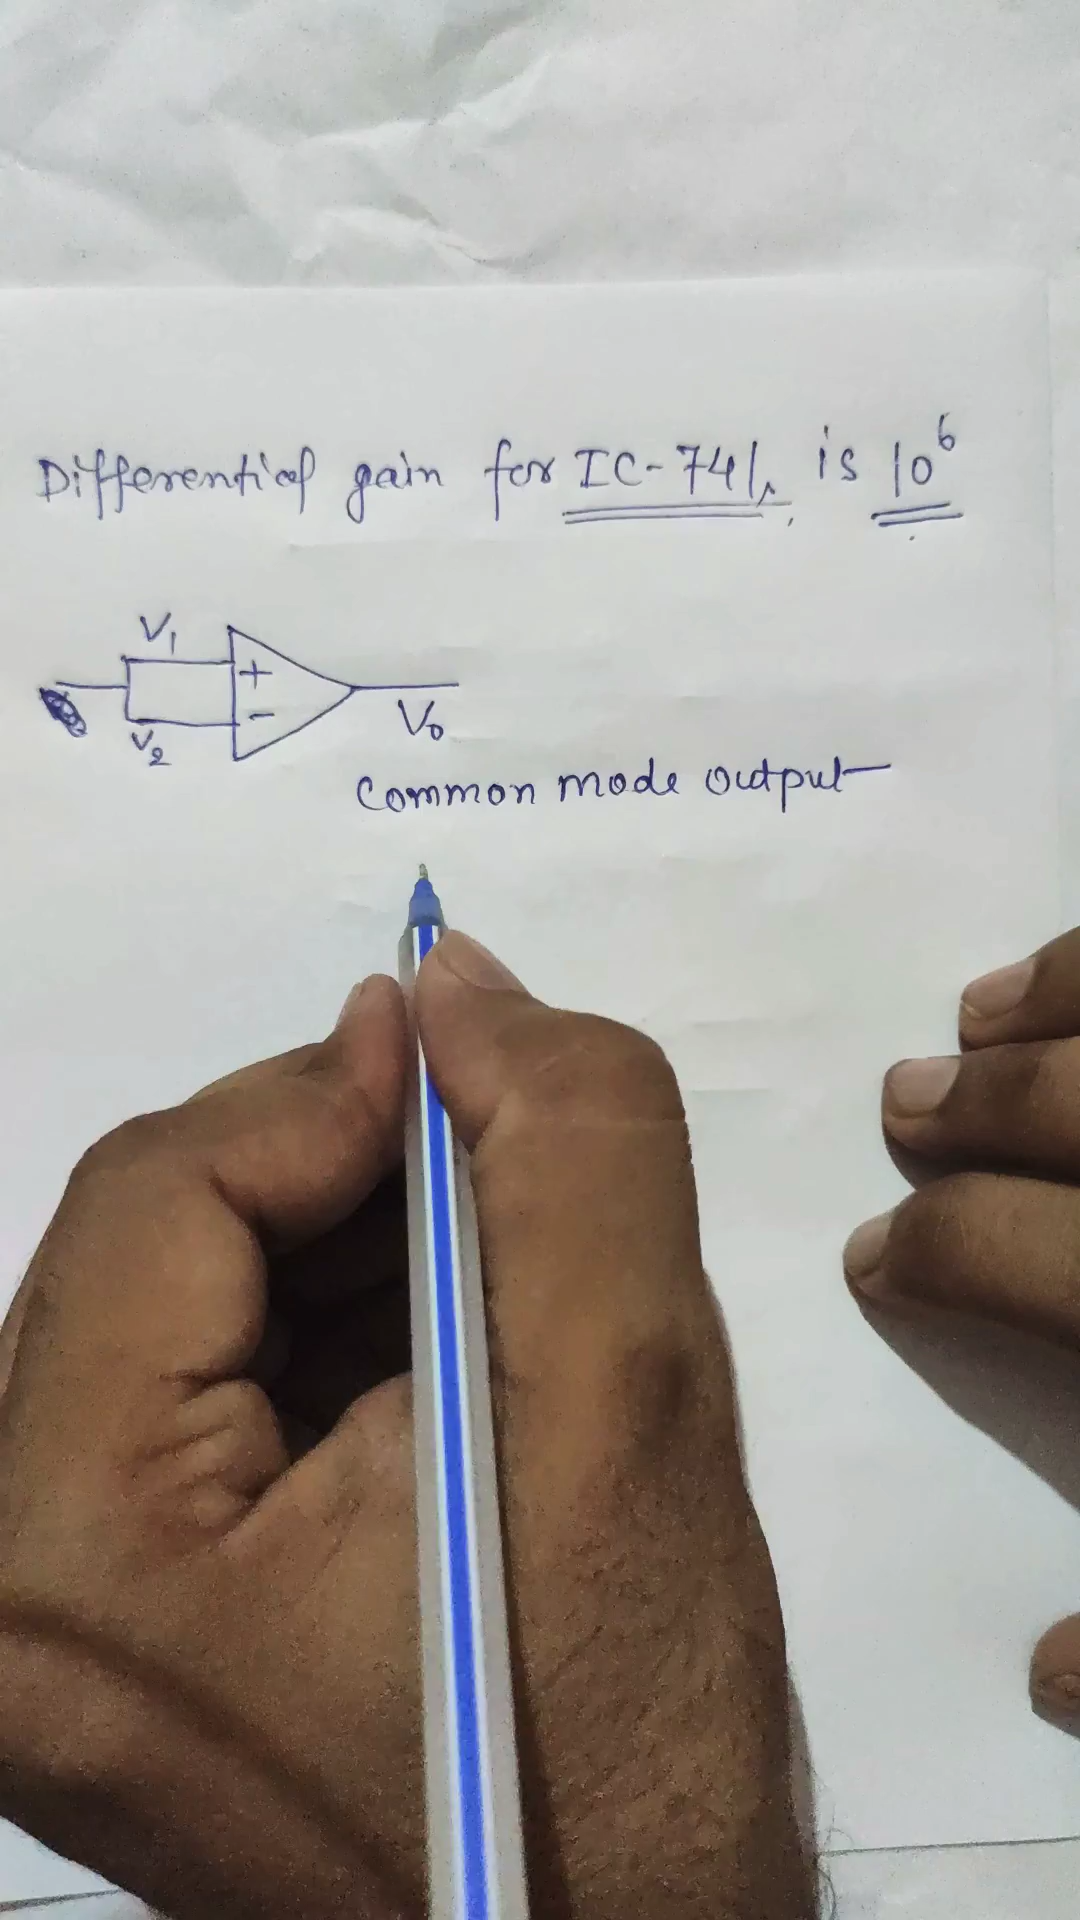 Differential gain for IC-741, is 10⁶
V₁
+
-
V₂
V₀
Common mode output